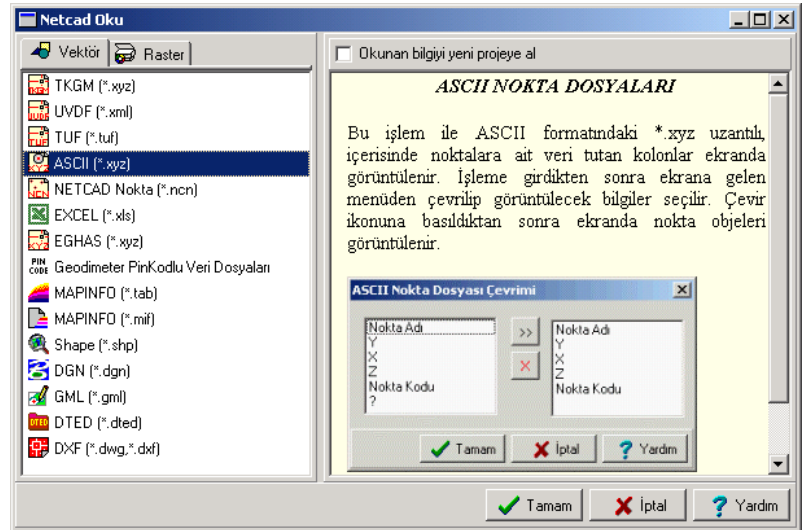 Netcad Oku
Vektör
Raster
TKGM (*.xyz)
UVDF (*.xml)
TUF (*.tuf)
ASCII (*.xyz)
NETCAD Nokta (*.ncn)
EXCEL (*.xls)
EGHAS (*.xyz)
Geodimeter PinKodlu Veri Dosyaları
MAPINFO (*.tab)
MAPINFO (*.mif)
Shape (*.shp)
DGN (*.dgn)
GML (*.gml)
DTED (*.dted)
DXF (*.dwg,*.dxf)
Okunan bilgiyi yeni projeye al
ASCII NOKTA DOSYALARI
Bu işlem ile ASCII formatındaki *.xyz uzantılı,
içerisinde noktalara ait veri tutan kolonlar ekranda
görüntülenir. İşleme girdikten sonra ekrana gelen
menüden çevrilip görüntülecek bilgiler seçilir. Çevir
ikonuna basıldıktan sonra ekranda nokta objeleri
görüntülenir.
ASCII Nokta Dosyası Çevrimi
Nokta Adı
Y
X
Z
Nokta Kodu
?
>>
Nokta Adı
Y
X
Z
Nokta Kodu
Tamam
İptal
Yardım
Tamam
İptal
Yardım